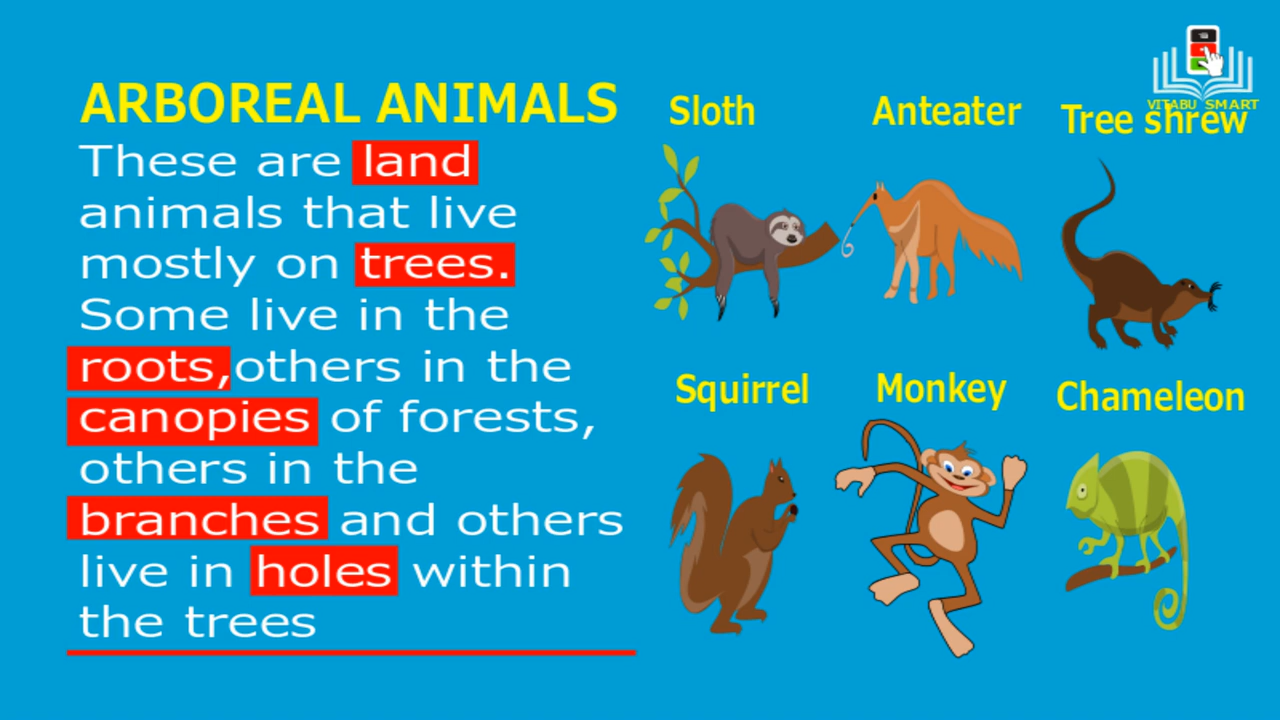 ARBOREAL ANIMALS
These are land
animals that live
mostly on trees.
Some live in the
roots,others in the
canopies of forests,
others in the
branches and others
live in holes within
the trees
Sloth
Anteater
Tree shrew
Squirrel
Monkey
Chameleon
VITABU SMART